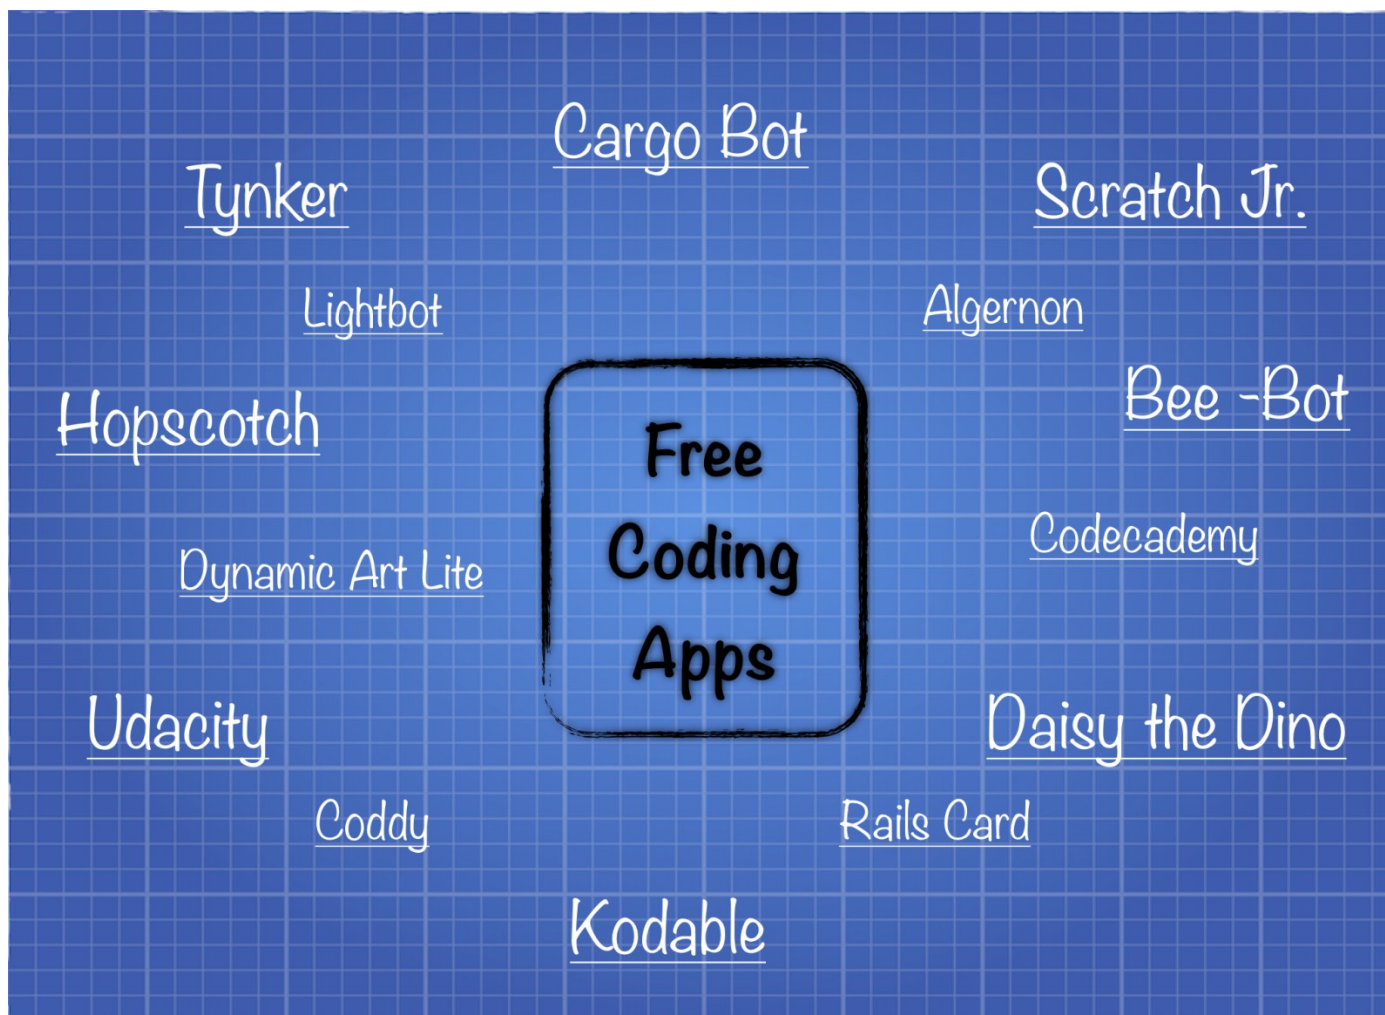 Cargo Bot
Tynker
Scratch Jr.
Lightbot
Algernon
Hopscotch
Bee -Bot
Free
Coding
Apps
Codecademy
Dynamic Art Lite
Udacity
Daisy the Dino
Coddy
Rails Card
Kodable